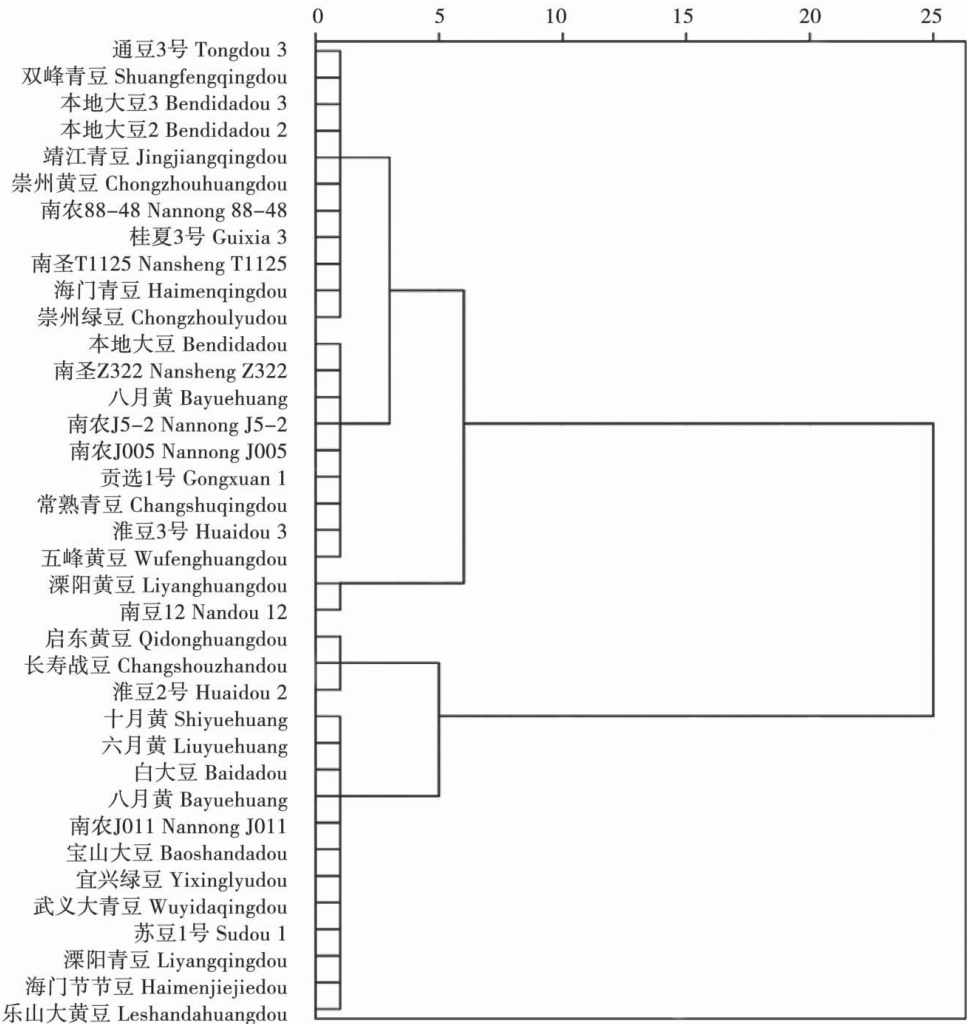 0 5 10 15 20 25
通豆3号 Tongdou 3
双峰青豆 Shuangfengqingdou
本地大豆3 Bendidadou 3
本地大豆2 Bendidadou 2
靖江青豆 Jingjiangqingdou
崇州黄豆 Chongzhouhuangdou
南农88-48 Nannong 88-48
桂夏3号 Guixia 3
南圣T1125 Nansheng T1125
海门青豆 Haimenqingdou
崇州绿豆 Chongzhoulyudou
本地大豆 Bendidadou
南圣Z322 Nansheng Z322
八月黄 Bayuehuang
南农J5-2 Nannong J5-2
南农J005 Nannong J005
贡选1号 Gongxuan 1
常熟青豆 Changshuqingdou
淮豆3号 Huaidou 3
五峰黄豆 Wufenghuangdou
溧阳黄豆 Liyanghuangdou
南豆12 Nandou 12
启东黄豆 Qidonghuangdou
长寿战豆 Changshouzhandou
淮豆2号 Huaidou 2
十月黄 Shiyuehuang
六月黄 Liuyuehuang
白大豆 Baidadou
八月黄 Bayuehuang
南农J011 Nannong J011
宝山大豆 Baoshandadou
宜兴绿豆 Yixinglyudou
武义大青豆 Wuyidaqingdou
苏豆1号 Sudou 1
溧阳青豆 Liyangqingdou
海门节节豆 Haimenjiejiedou
乐山大黄豆 Leshandahuangdou